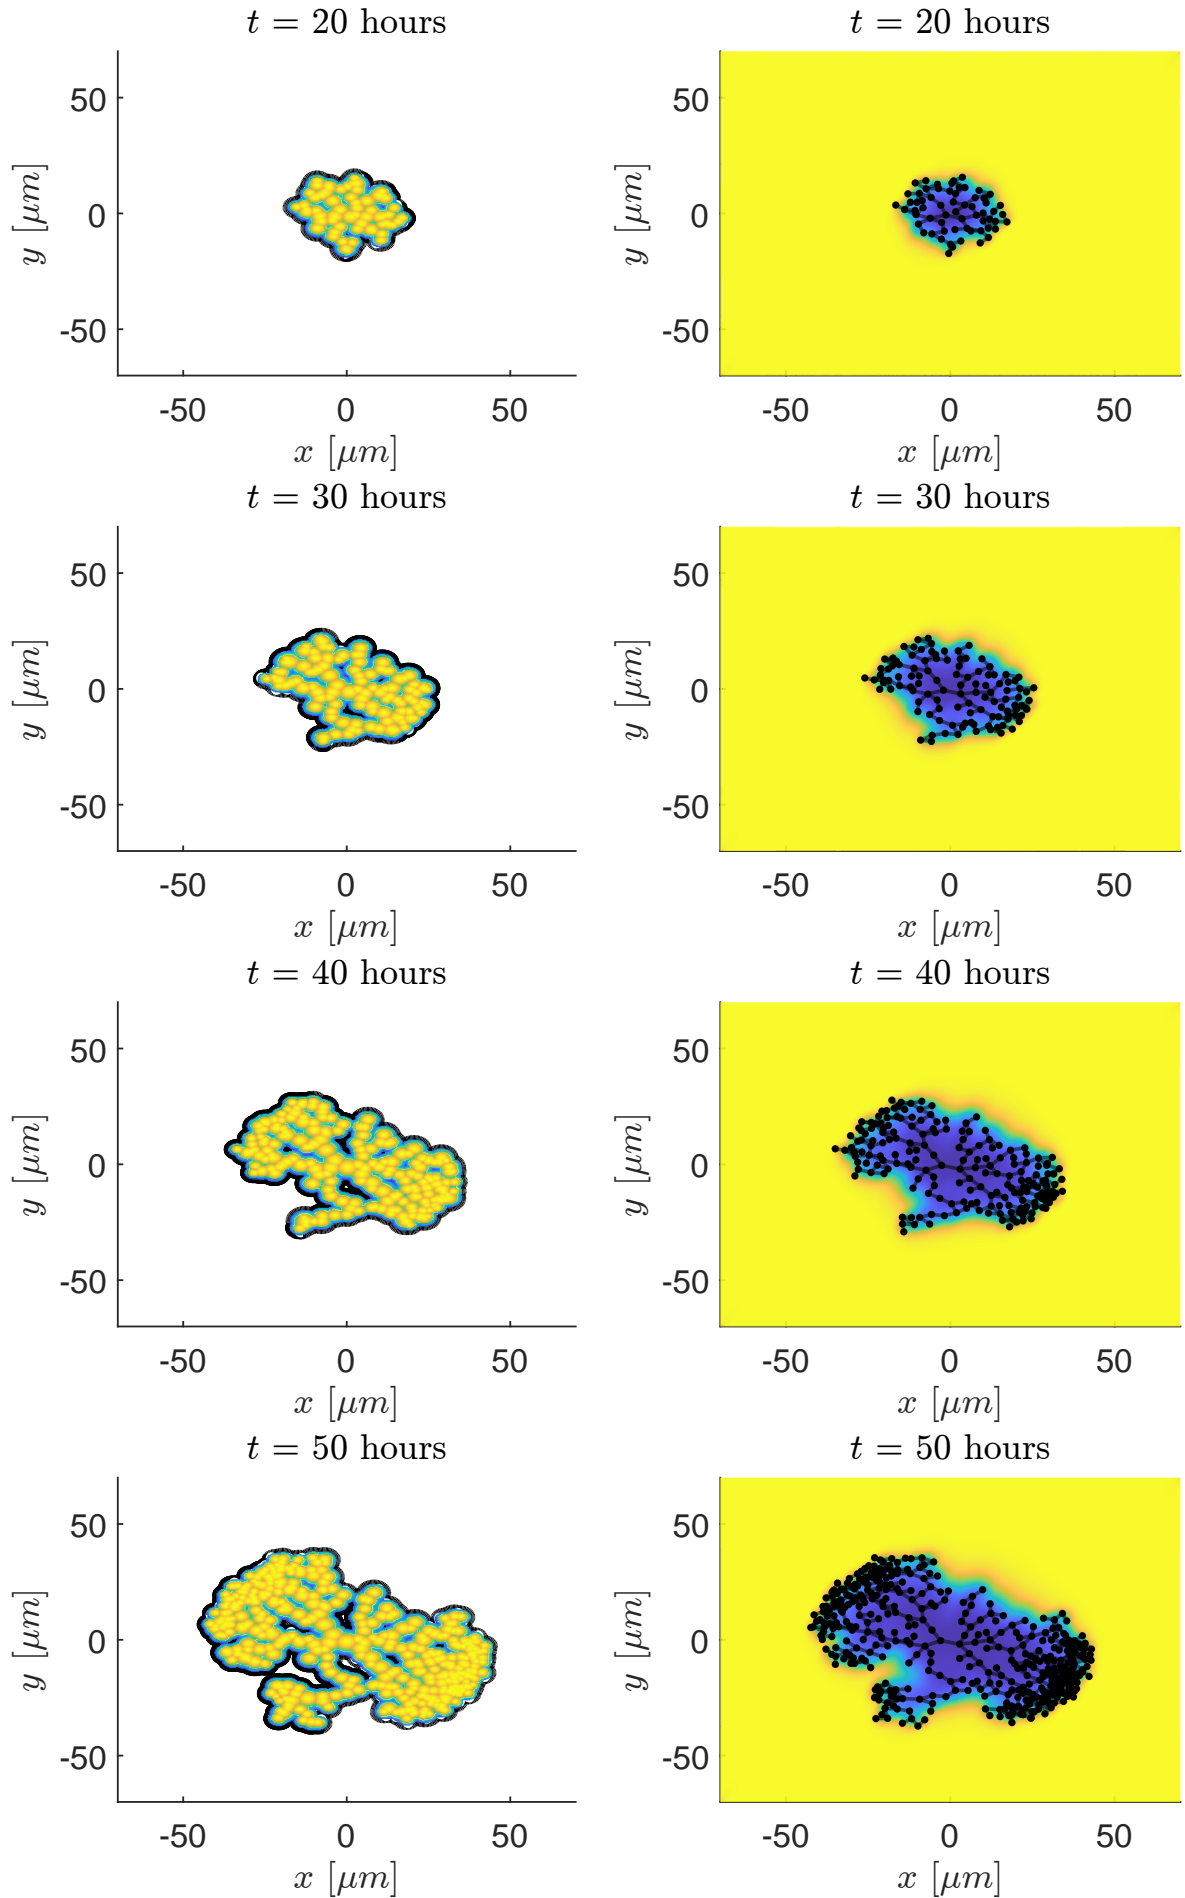 t = 20 hours t = 20 hours
50 50
y [μm] 0 y [μm] 0
-50 -50
-50 0 50 -50 0 50
x [μm] x [μm]
t = 30 hours t = 30 hours
50 50
y [μm] 0 y [μm] 0
-50 -50
-50 0 50 -50 0 50
x [μm] x [μm]
t = 40 hours t = 40 hours
50 50
y [μm] 0 y [μm] 0
-50 -50
-50 0 50 -50 0 50
x [μm] x [μm]
t = 50 hours t = 50 hours
50 50
y [μm] 0 y [μm] 0
-50 -50
-50 0 50 -50 0 50
x [μm] x [μm]